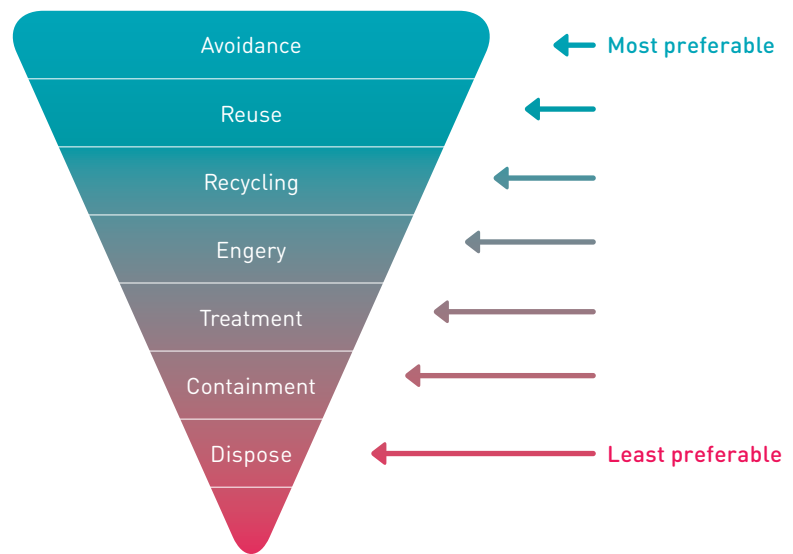 Avoidance
Most preferable
Reuse
Recycling
Engery
Treatment
Containment
Dispose
Least preferable